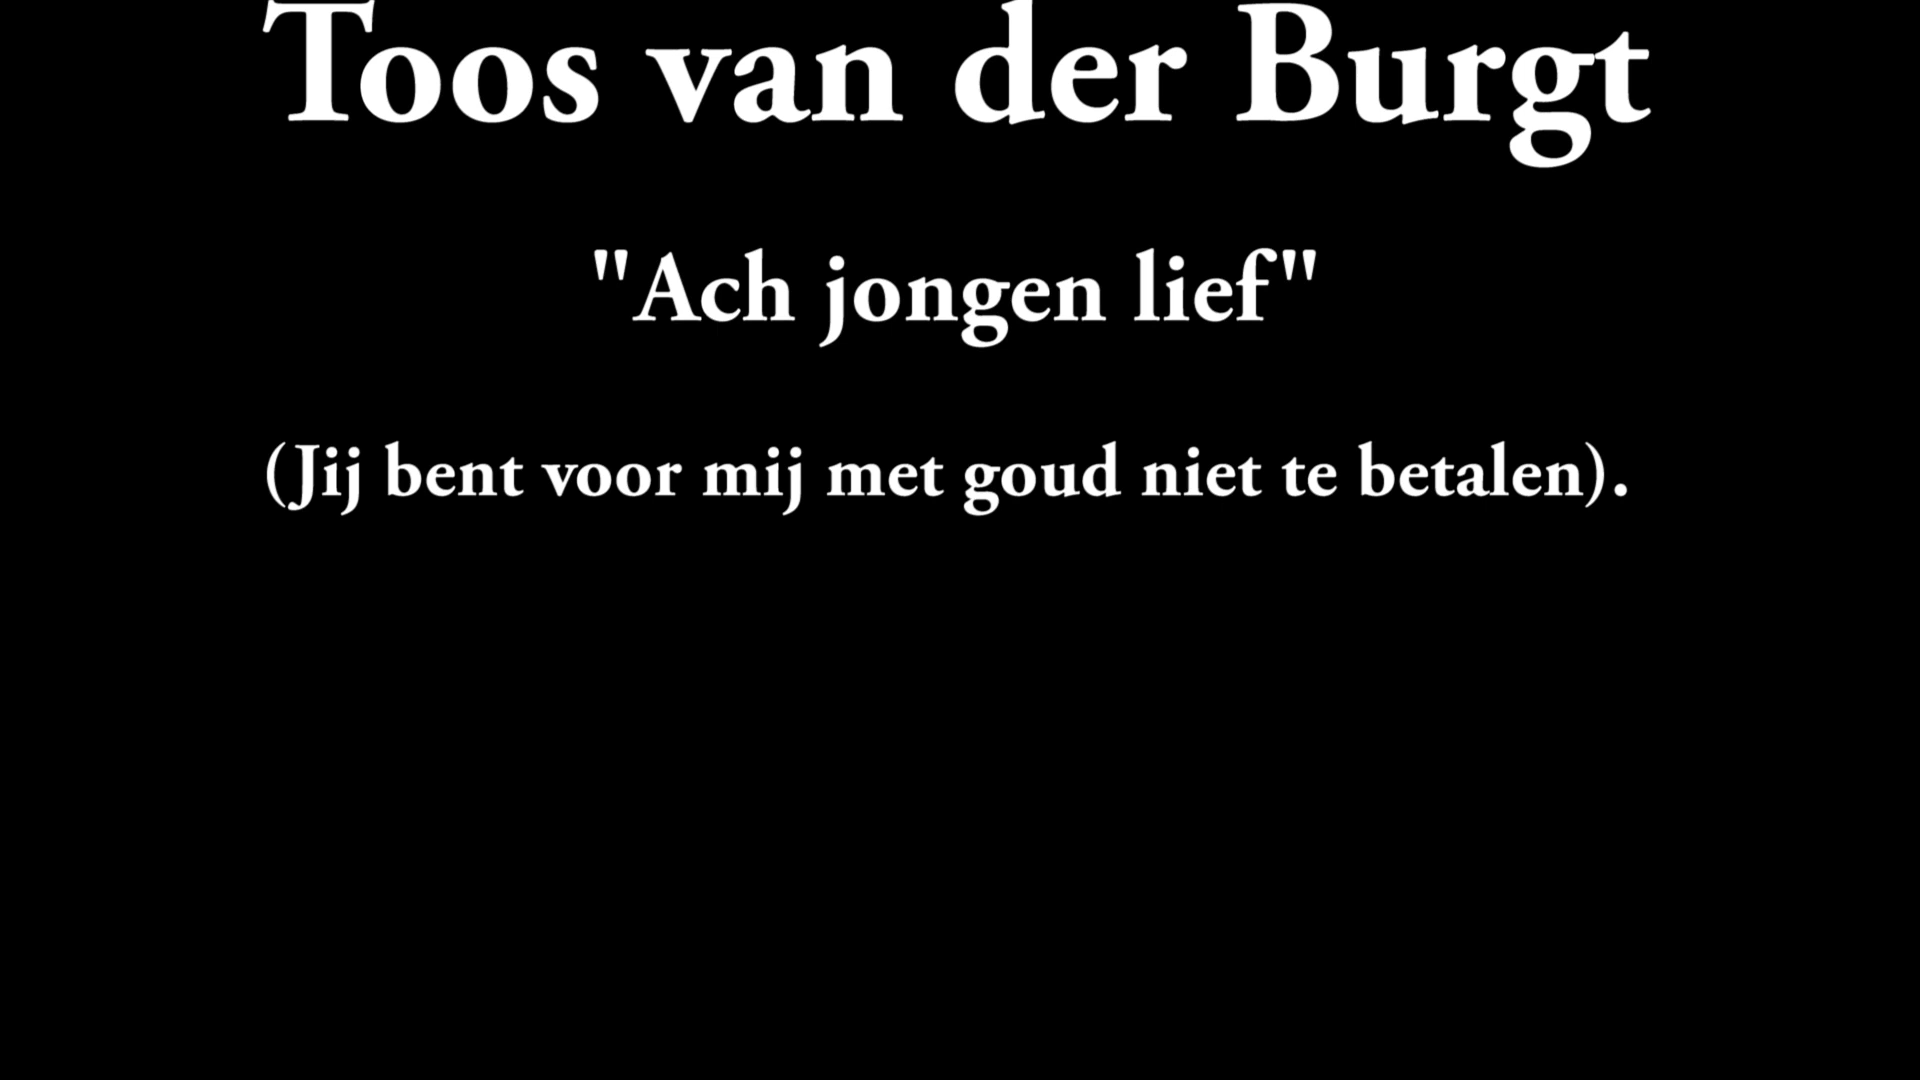 Toos van der Burgt
"Ach jongen lief"
(Jij bent voor mij met goud niet te betalen).